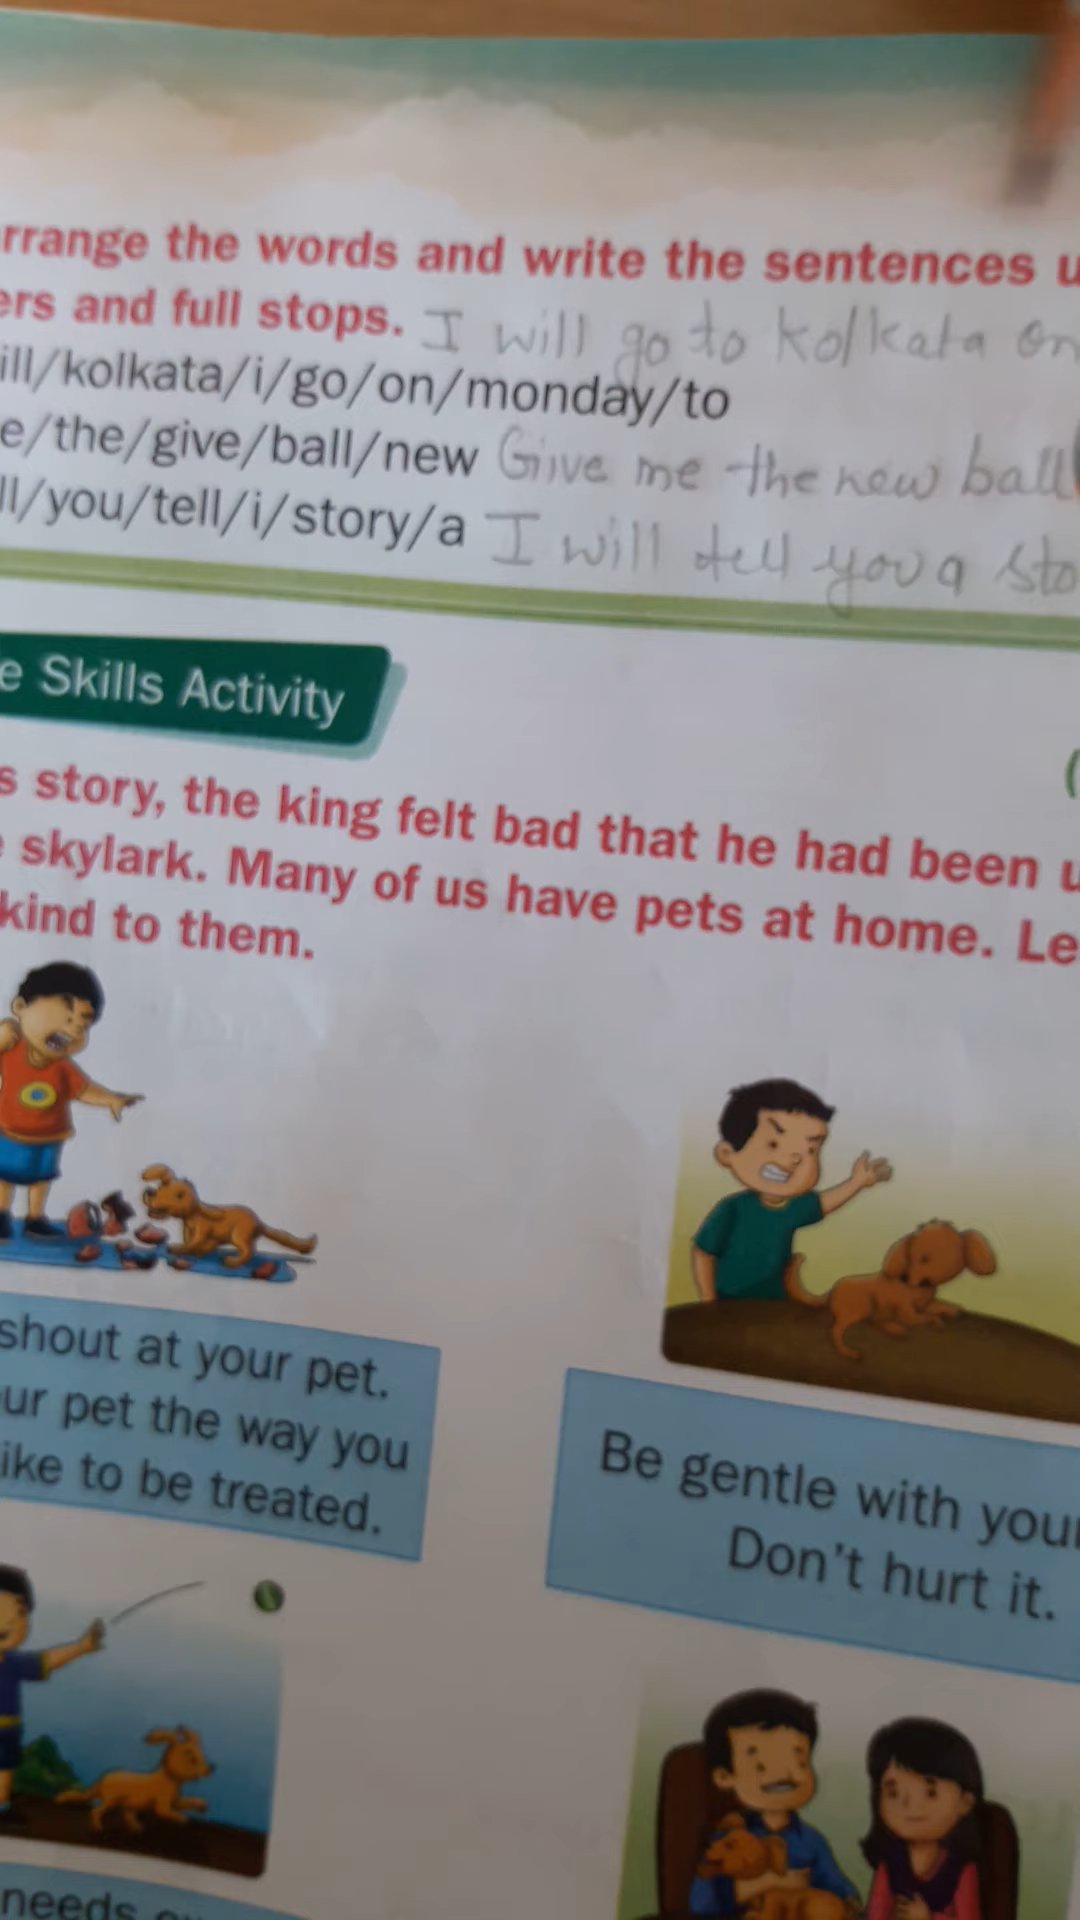 rrange the words and write the sentences u
ers and full stops. I will go to kolkata on
ill/kolkata/i/go/on/monday/to
e/the/give/ball/new Give me the new ball
ll/you/tell/i/story/a I will tell you a sto
e Skills Activity
(
s story, the king felt bad that he had been u
e skylark. Many of us have pets at home. Le
kind to them.
shout at your pet.
ur pet the way you
ike to be treated.
Be gentle with your
Don't hurt it.
needs